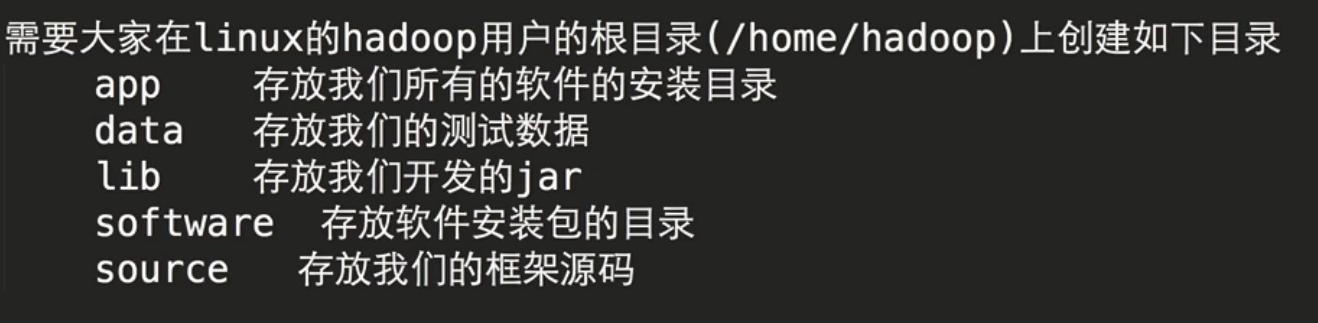 需要大家在linux的hadoop用户的根目录(/home/hadoop)上创建如下目录
app 存放我们所有的软件的安装目录
data 存放我们的测试数据
lib 存放我们开发的jar
software 存放软件安装包的目录
source 存放我们的框架源码